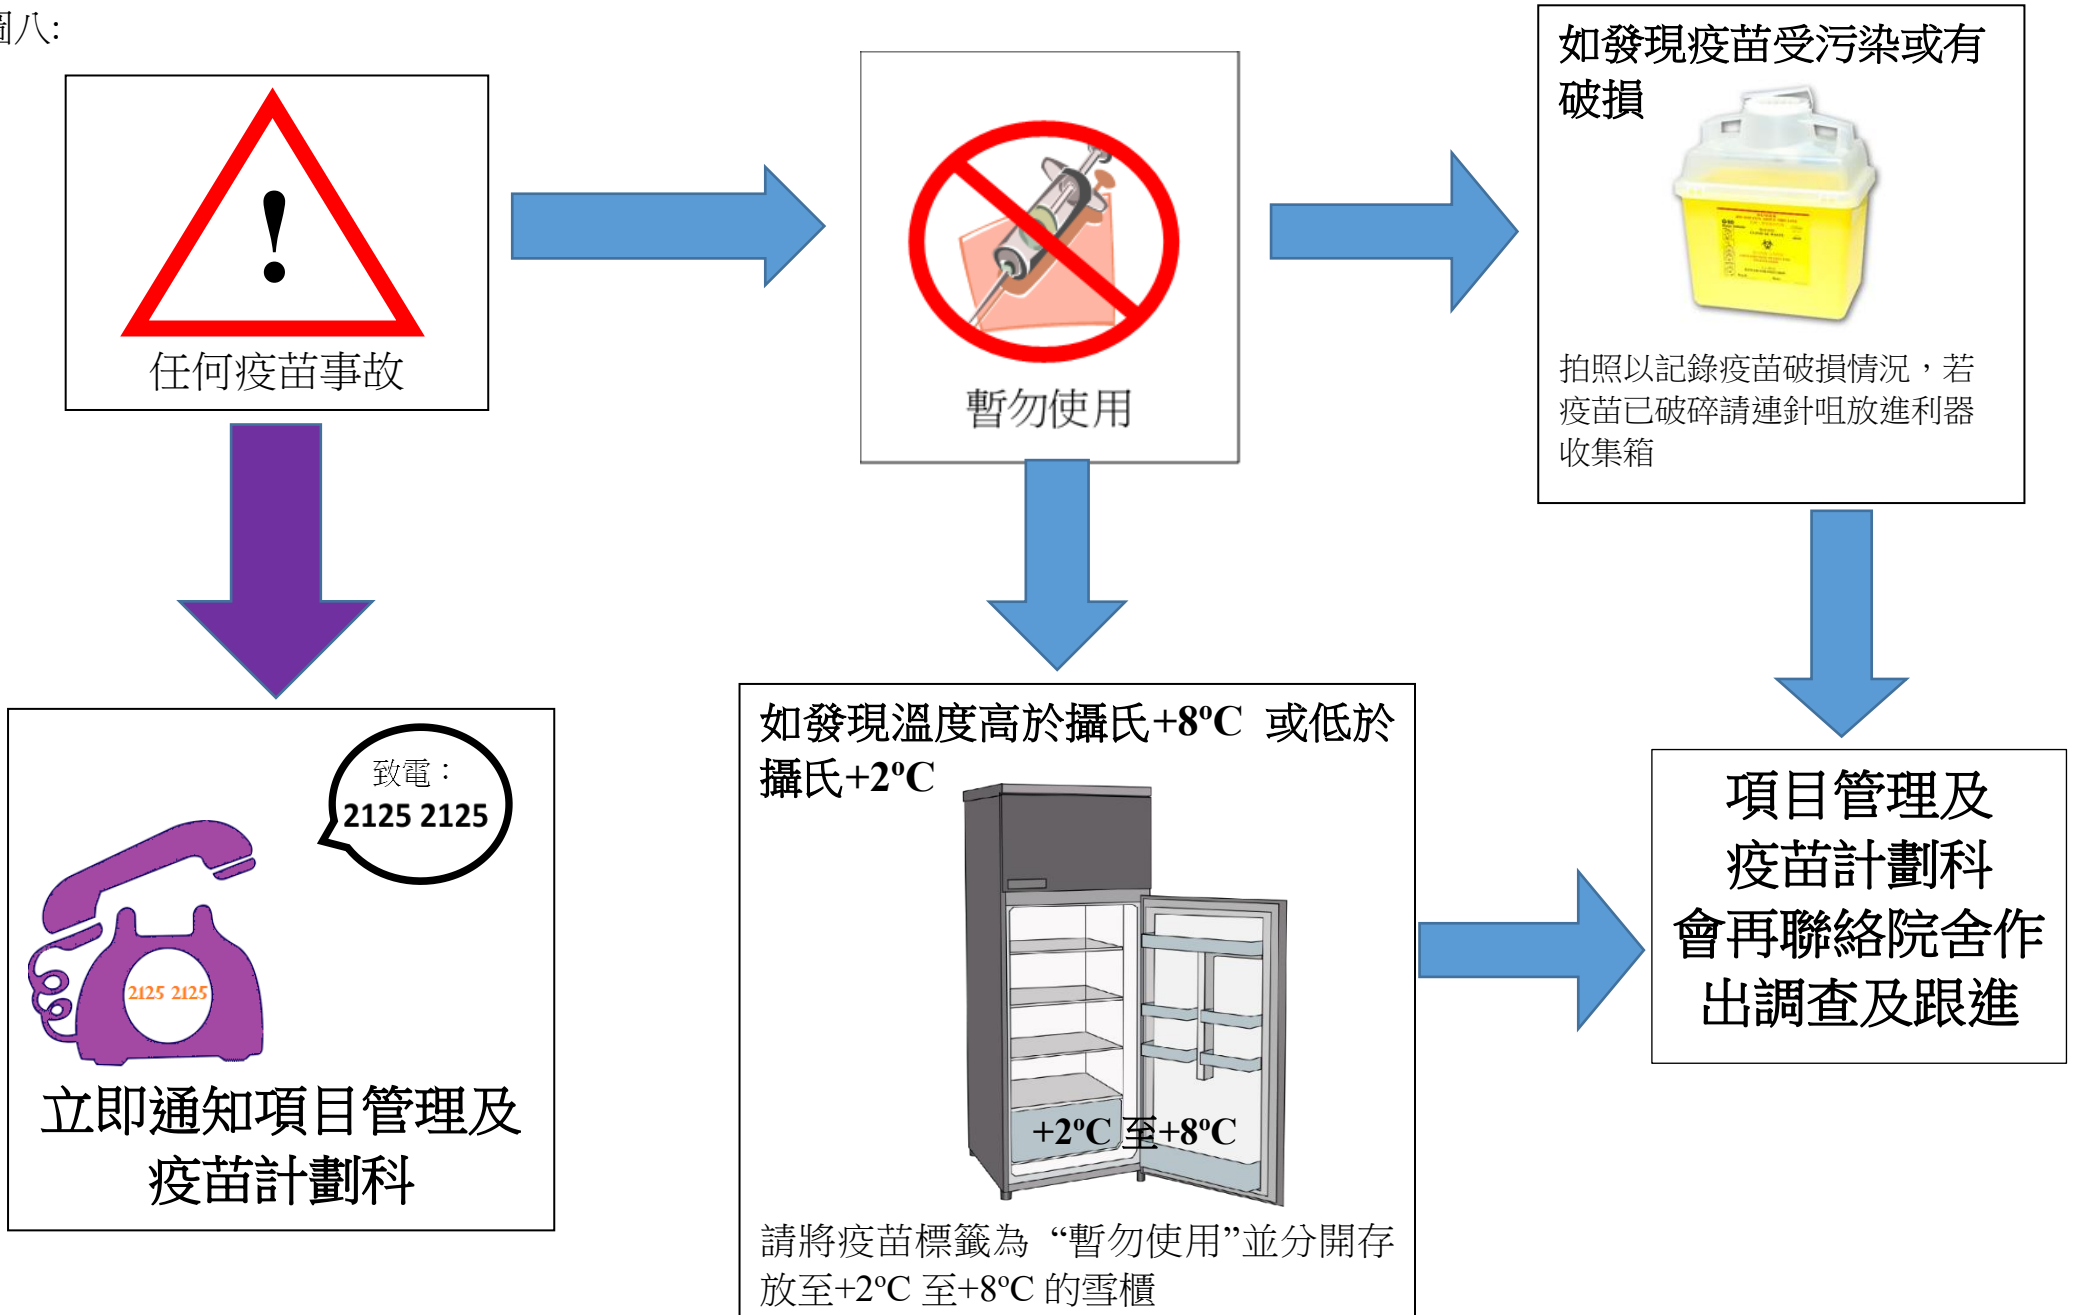 圖八:
任何疫苗事故
暫勿使用
如發現疫苗受污染或有
破損
拍照以記錄疫苗破損情況，若
疫苗已破碎請連針咀放進利器
收集箱
致電：
2125 2125
2125 2125
立即通知項目管理及
疫苗計劃科
如發現溫度高於攝氏+8ºC 或低於
攝氏+2ºC
+2ºC 至+8ºC
請將疫苗標籤為 “暫勿使用”並分開存
放至+2ºC 至+8ºC 的雪櫃
項目管理及
疫苗計劃科
會再聯絡院舍作
出調查及跟進